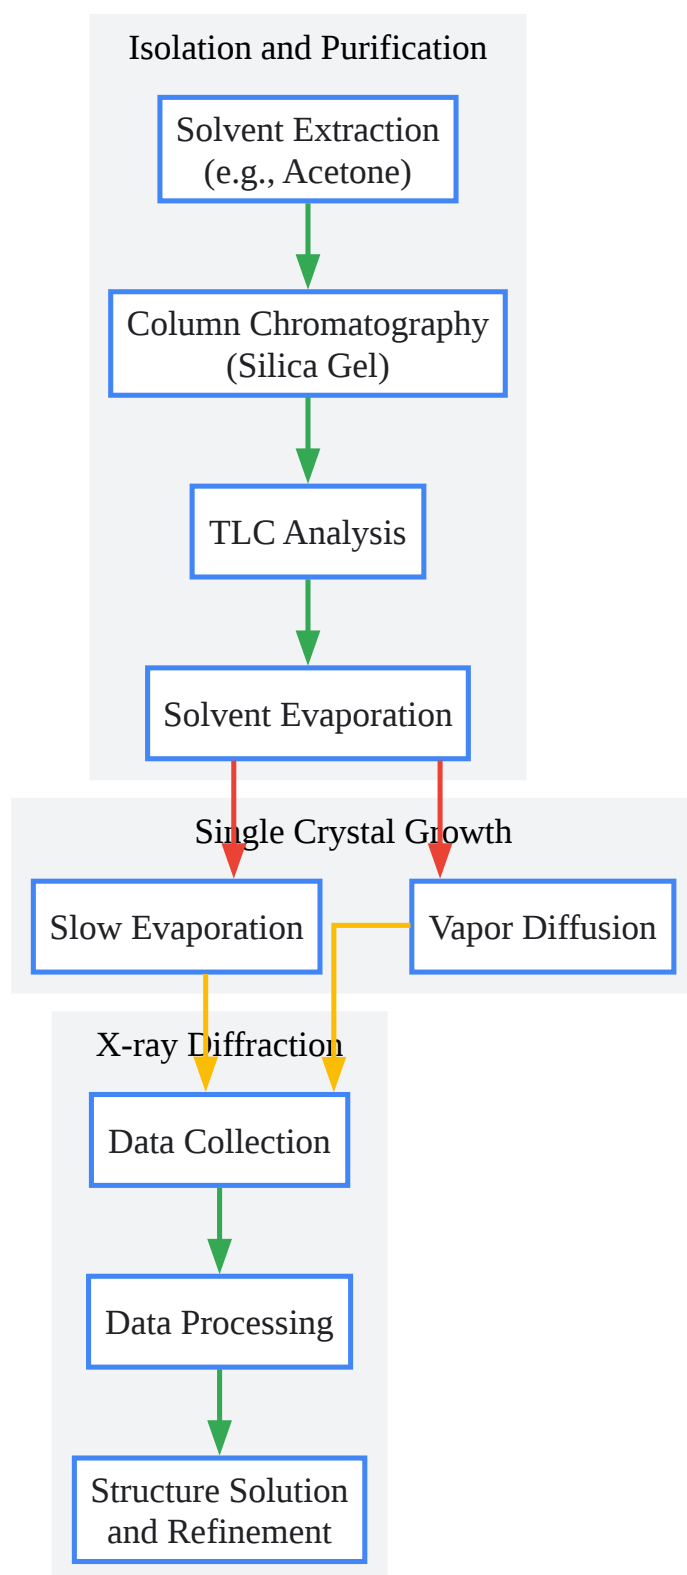 Isolation and Purification
Solvent Extraction
(e.g., Acetone)
Column Chromatography
(Silica Gel)
TLC Analysis
Solvent Evaporation
Single Crystal Growth
Slow Evaporation
Vapor Diffusion
X-ray Diffraction
Data Collection
Data Processing
Structure Solution
and Refinement